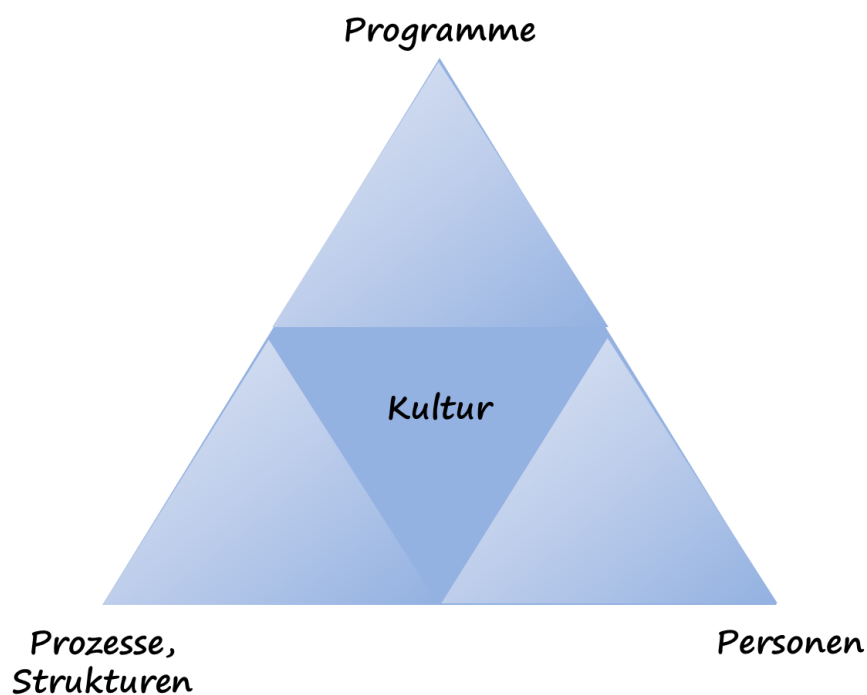 Programme
Kultur
Prozesse,
Strukturen
Personen